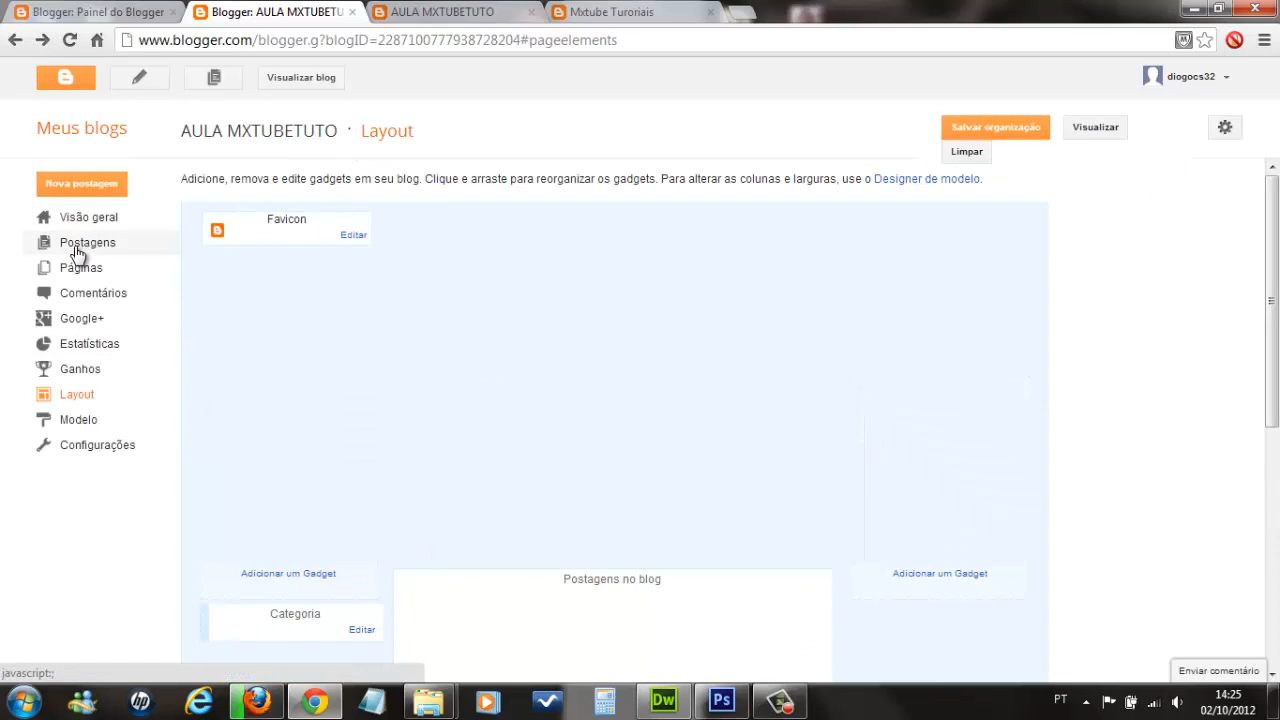 Blogger: Painel do Blogger
Blogger: AULA MXTUBETU
AULA MXTUBETUTO
Mxtube Turoriais
www.blogger.com/blogger.g?blogID=2287100777938728204#pageelements
Visualizar blog
diogocs32
Meus blogs
AULA MXTUBETUTO · Layout
Salvar organização
Visualizar
Limpar
Nova postagem
Adicione, remova e edite gadgets em seu blog. Clique e arraste para reorganizar os gadgets. Para alterar as colunas e larguras, use o Designer de modelo.
Visão geral
Postagens
Páginas
Comentários
Google+
Estatísticas
Ganhos
Layout
Modelo
Configurações
Favicon
Editar
Adicionar um Gadget
Postagens no blog
Adicionar um Gadget
Categoria
Editar
javascript:;
Enviar comentário
hp
Dw
Ps
PT
14:25
02/10/2012